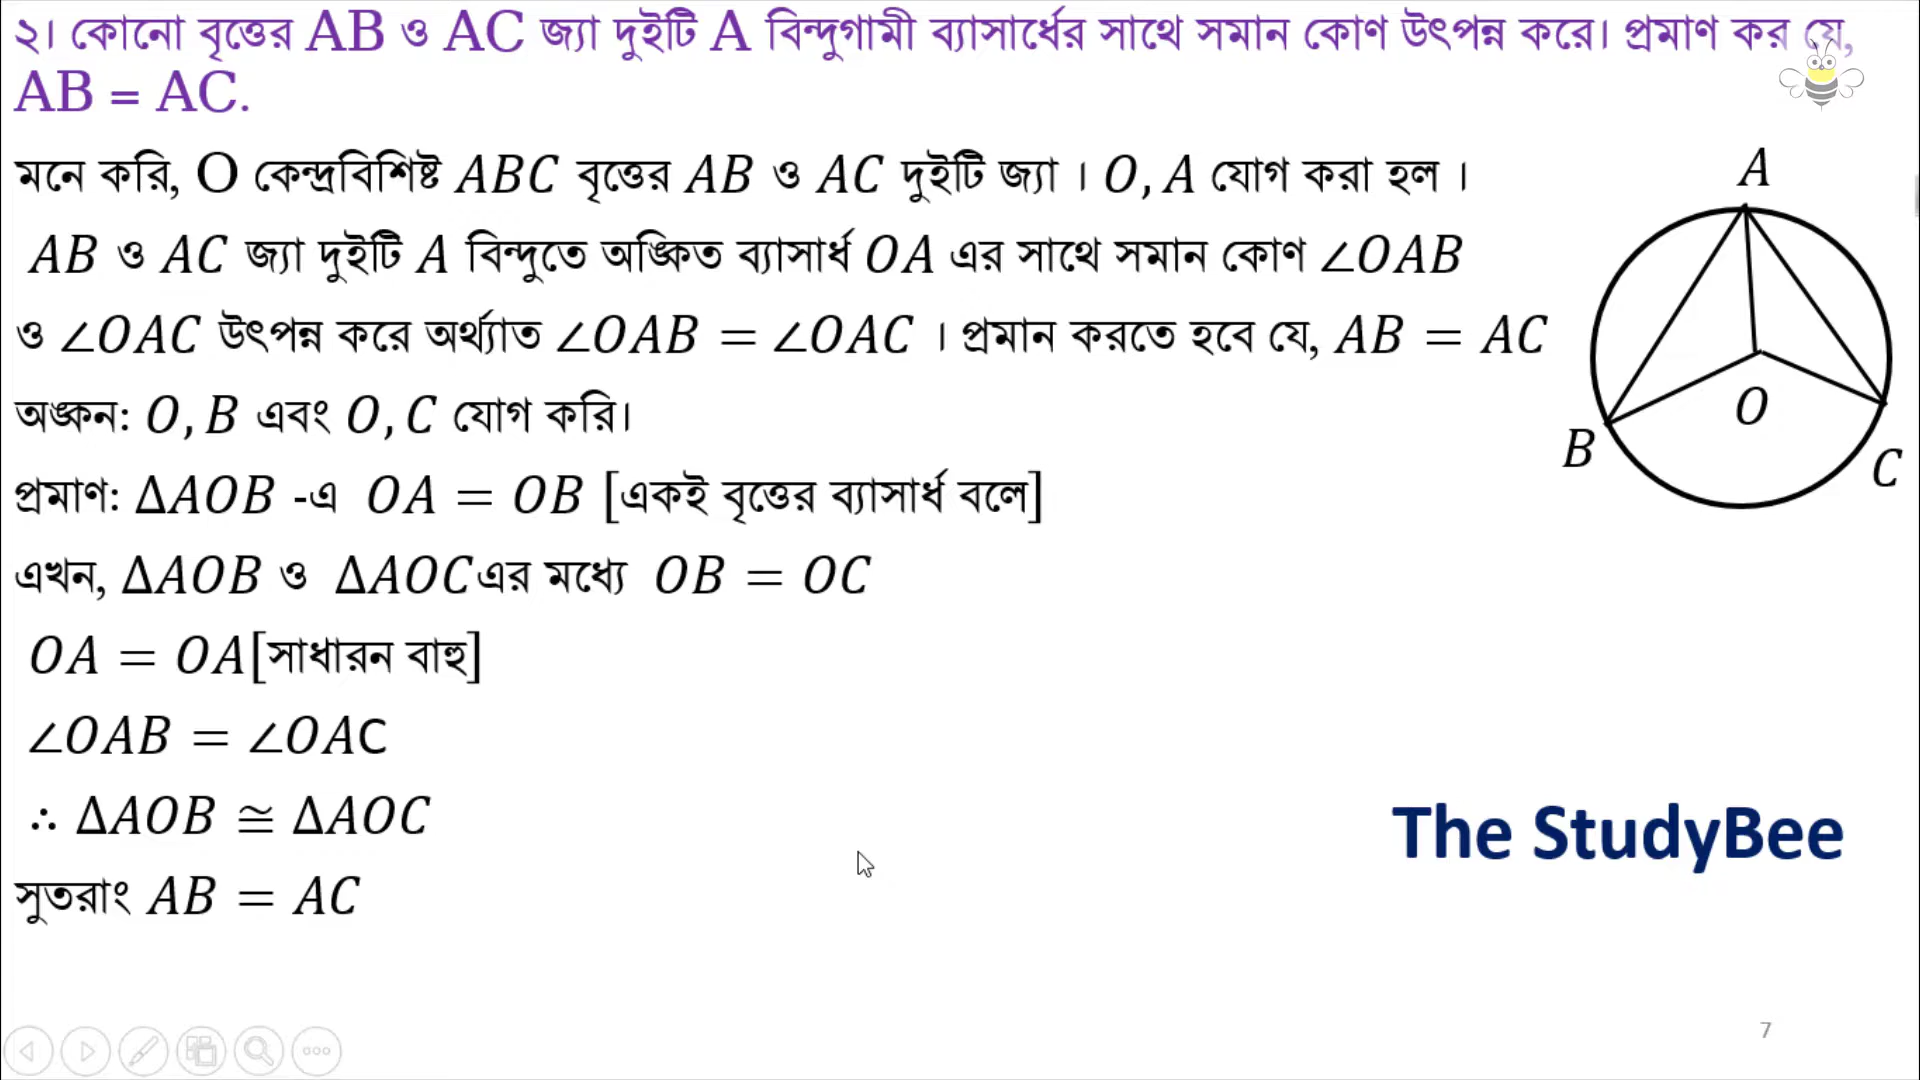 ২। কোনো বৃত্তের AB ও AC জ্যা দুইটি A বিন্দুগামী ব্যাসার্ধের সাথে সমান কোণ উৎপন্ন করে। প্রমাণ কর যে,
AB = AC.
মনে করি, O কেন্দ্রবিশিষ্ট ABC বৃত্তের AB ও AC দুইটি জ্যা । O, A যোগ করা হল ।
AB ও AC জ্যা দুইটি A বিন্দুতে অঙ্কিত ব্যাসার্ধ OA এর সাথে সমান কোণ ∠OAB
ও ∠OAC উৎপন্ন করে অর্থ্যাত ∠OAB = ∠OAC । প্রমান করতে হবে যে, AB = AC
অঙ্কন: O, B এবং O, C যোগ করি।
প্রমাণ: ΔAOB -এ OA = OB [একই বৃত্তের ব্যাসার্ধ বলে]
এখন, ΔAOB ও ΔAOCএর মধ্যে OB = OC
OA = OA[সাধারন বাহু]
∠OAB = ∠OAC
∴ ΔAOB ≅ ΔAOC
সুতরাং AB = AC
A
O
B
C
The StudyBee
7